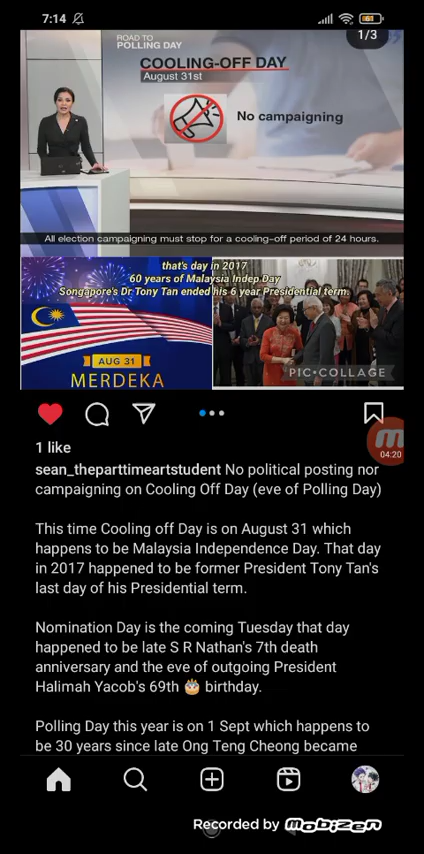 7:14
63
1/3
ROAD TO
POLLING DAY
COOLING-OFF DAY
August 31st
No campaigning
All election campaigning must stop for a cooling-off period of 24 hours.
that's day in 2017
60 years of Malaysia Indep Day
Songapore's Dr Tony Tan ended his 6 year Presidential term.
AUG 31
MERDEKA
PIC•COLLAGE
1 like
04:20
sean_theparttimeartstudent No political posting nor
campaigning on Cooling Off Day (eve of Polling Day)
This time Cooling off Day is on August 31 which
happens to be Malaysia Independence Day. That day
in 2017 happened to be former President Tony Tan's
last day of his Presidential term.
Nomination Day is the coming Tuesday that day
happened to be late S R Nathan's 7th death
anniversary and the eve of outgoing President
Halimah Yacob's 69th 🎂 birthday.
Polling Day this year is on 1 Sept which happens to
be 30 years since late Ong Teng Cheong became
Recorded by Mobizen